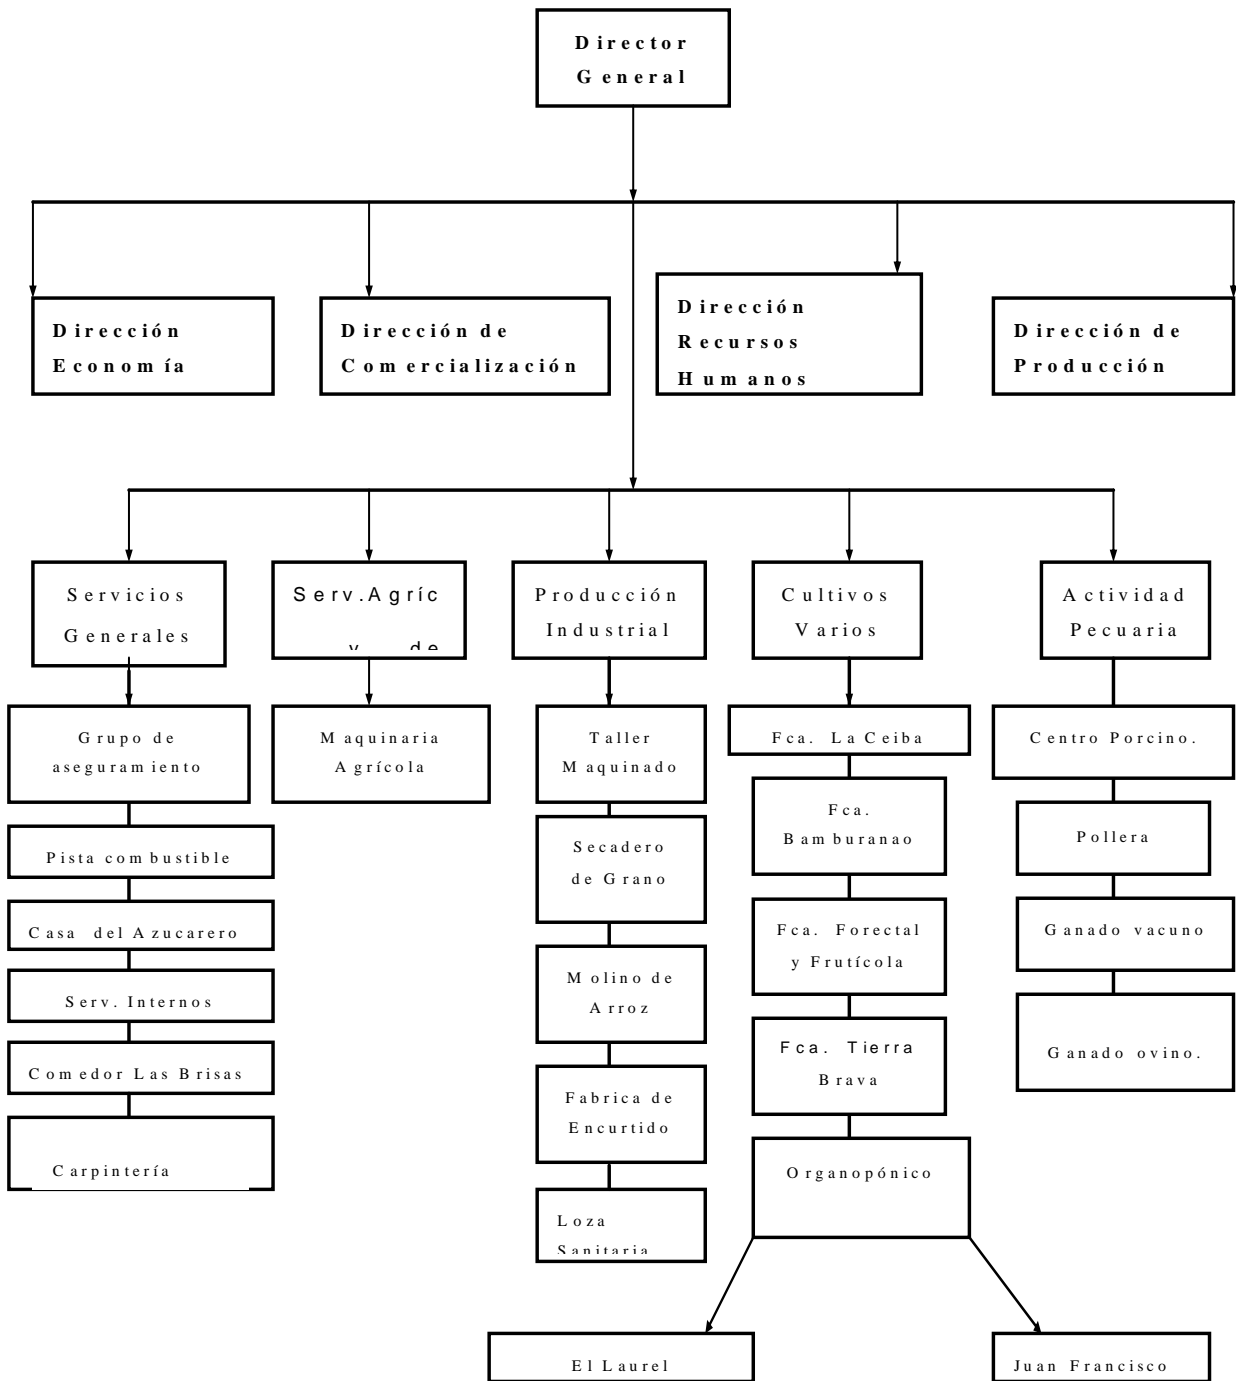 Director
General
Dirección
Economía
Dirección de
Comercialización
Dirección
Recursos
Humanos
Dirección de
Producción
Servicios
Generales
Serv.Agríc
y de
Producción
Industrial
Cultivos
Varios
Actividad
Pecuaria
Grupo de
aseguramiento
Pista combustible
Casa del Azucarero
Serv. Internos
Comedor Las Brisas
Carpintería
Maquinaria
Agrícola
Taller
Maquinado
Secadero
de Grano
Molino de
Arroz
Fabrica de
Encurtido
Loza
Sanitaria
Fca. La Ceiba
Fca.
Bamburanao
Fca. Forectal
y Frutícola
Fca. Tierra
Brava
Organopónico
El Laurel
Juan Francisco
Centro Porcino.
Pollera
Ganado vacuno
Ganado ovino.